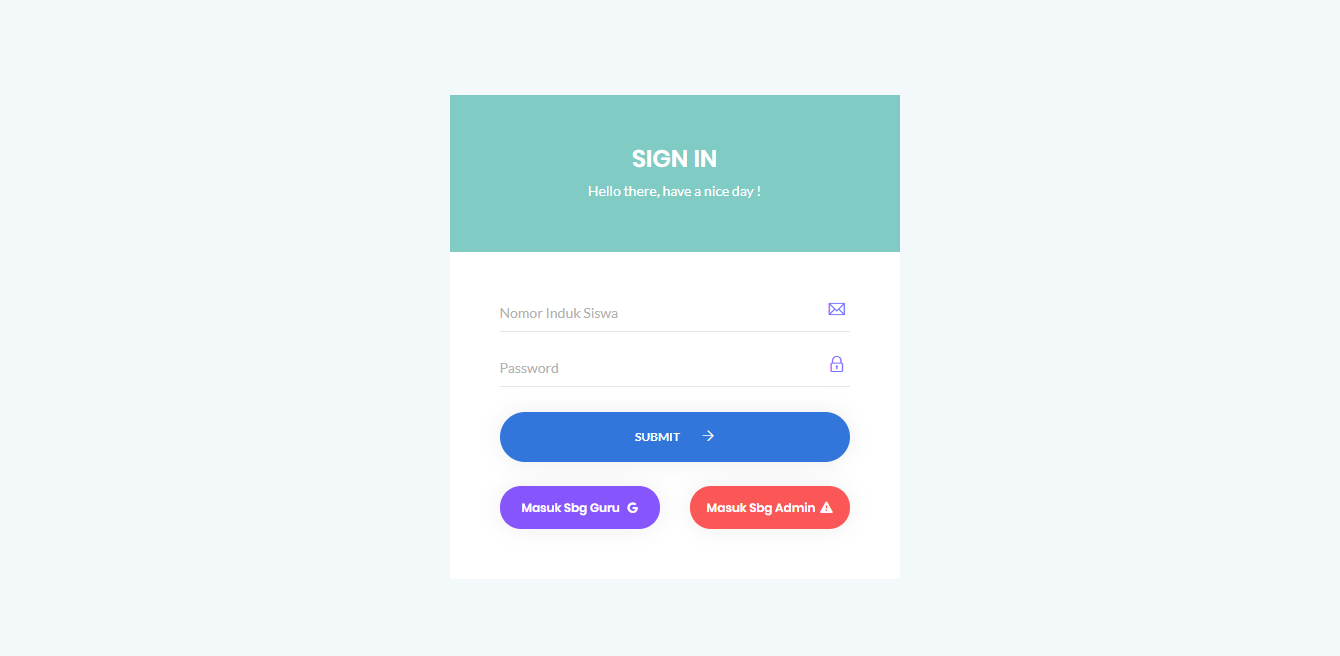 SIGN IN
Hello there, have a nice day !
Nomor Induk Siswa
Password
SUBMIT
Masuk Sbg Guru
Masuk Sbg Admin